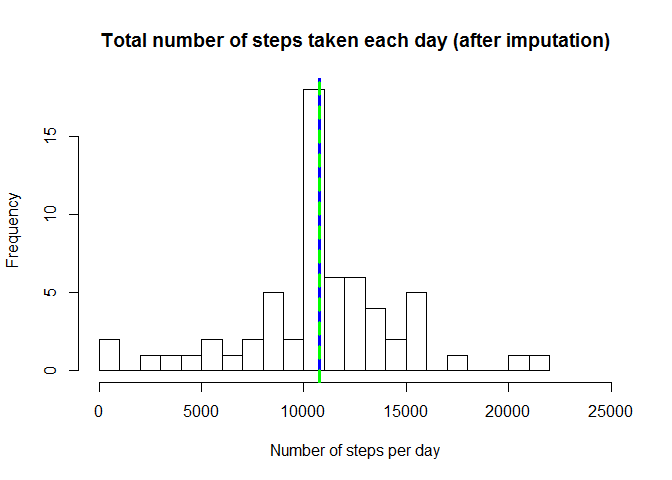 Total number of steps taken each day (after imputation)
Frequency
15
10
5
0
0 5000 10000 15000 20000 25000
Number of steps per day